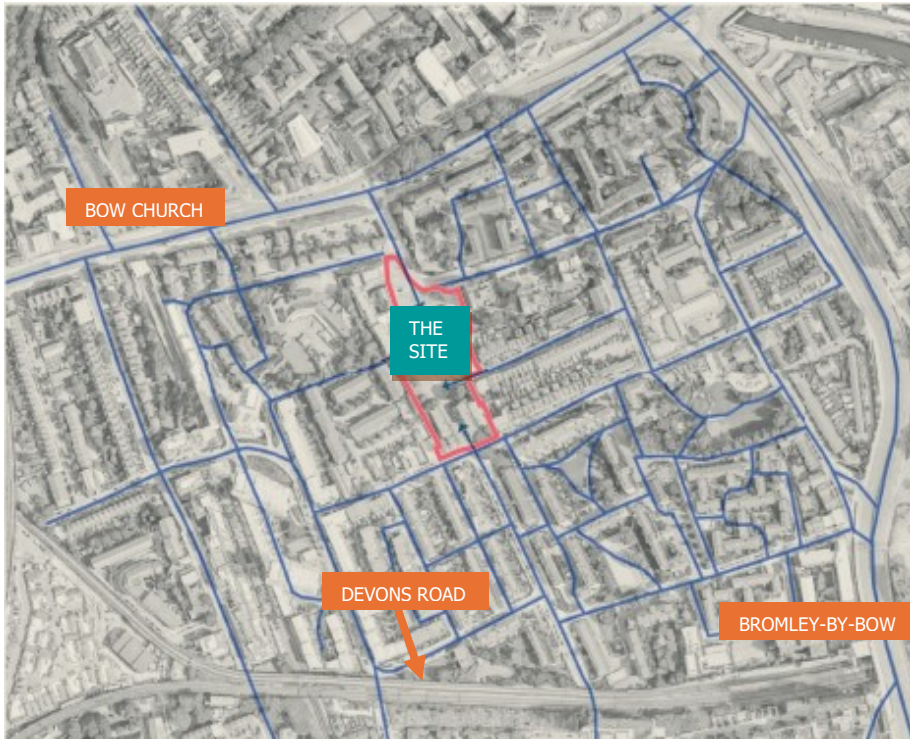 BOW CHURCH
THE
SITE
DEVONS ROAD
BROMLEY-BY-BOW